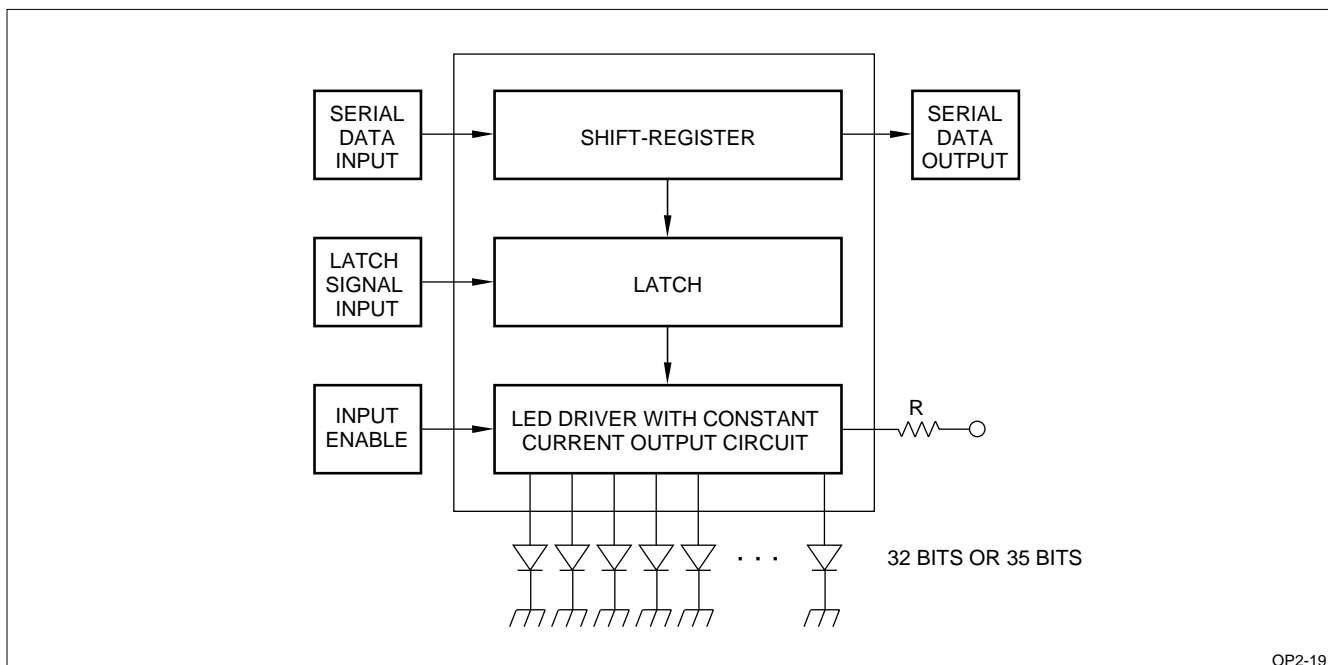 SERIAL
DATA
INPUT
SHIFT-REGISTER
SERIAL
DATA
OUTPUT
LATCH
SIGNAL
INPUT
LATCH
INPUT
ENABLE
LED DRIVER WITH CONSTANT
CURRENT OUTPUT CIRCUIT
R
. . .
32 BITS OR 35 BITS
OP2-19